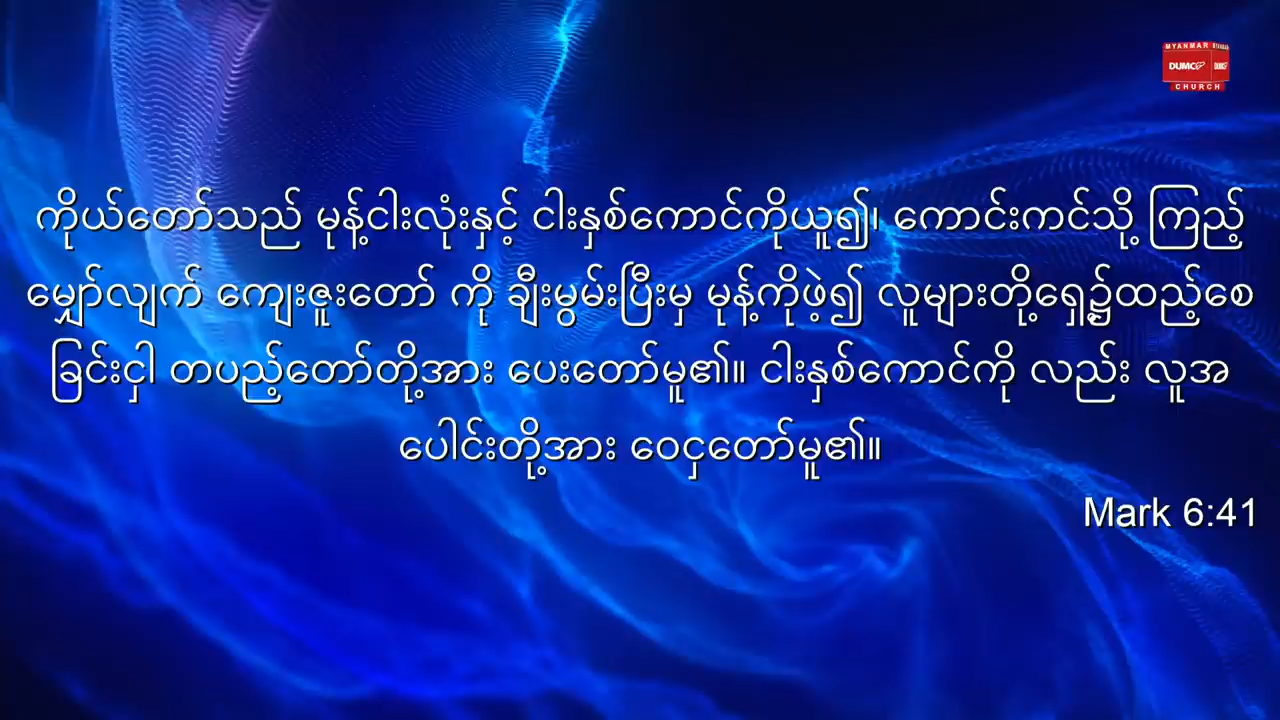 MYANMAR
DUMC DUMC
CHURCH
ကိုယ်တော်သည် မုန့်ငါးလုံးနှင့် ငါးနှစ်ကောင်ကိုယူ၍၊ ကောင်းကင်သို့ ကြည့်
မျှော်လျက် ကျေးဇူးတော် ကို ချီးမွမ်းပြီးမှ မုန့်ကိုဖဲ့၍ လူများတို့ရှေ့၌ထည့်စေ
ခြင်းငှါ တပည့်တော်တို့အား ပေးတော်မူ၏။ ငါးနှစ်ကောင်ကို လည်း လူအ
ပေါင်းတို့အား ဝေငှတော်မူ၏။
Mark 6:41